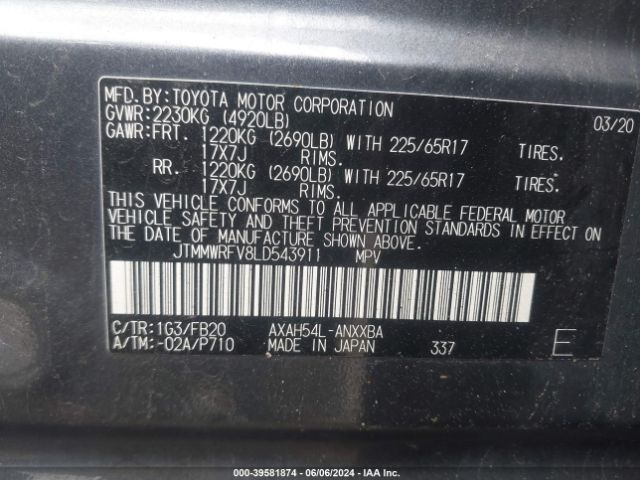 MFD. BY: TOYOTA MOTOR CORPORATION 03/20
GVWR: 2230KG (4920LB)
GAWR: FRT. 1220KG (2690LB) WITH 225/65R17 TIRES.
17X7J RIMS.
RR. 1220KG (2690LB) WITH 225/65R17 TIRES.
17X7J RIMS.
THIS VEHICLE CONFORMS TO ALL APPLICABLE FEDERAL MOTOR
VEHICLE SAFETY AND THEFT PREVENTION STANDARDS IN EFFECT ON
THE DATE OF MANUFACTURE SHOWN ABOVE.
JTMMWRFV8LD543911 MPV
C/TR: 1G3/FB20 AXAH54L-ANXXBA
A/TM: -02A/P710 MADE IN JAPAN 337 E
000-39581874 - 06/06/2024 - IAA Inc.